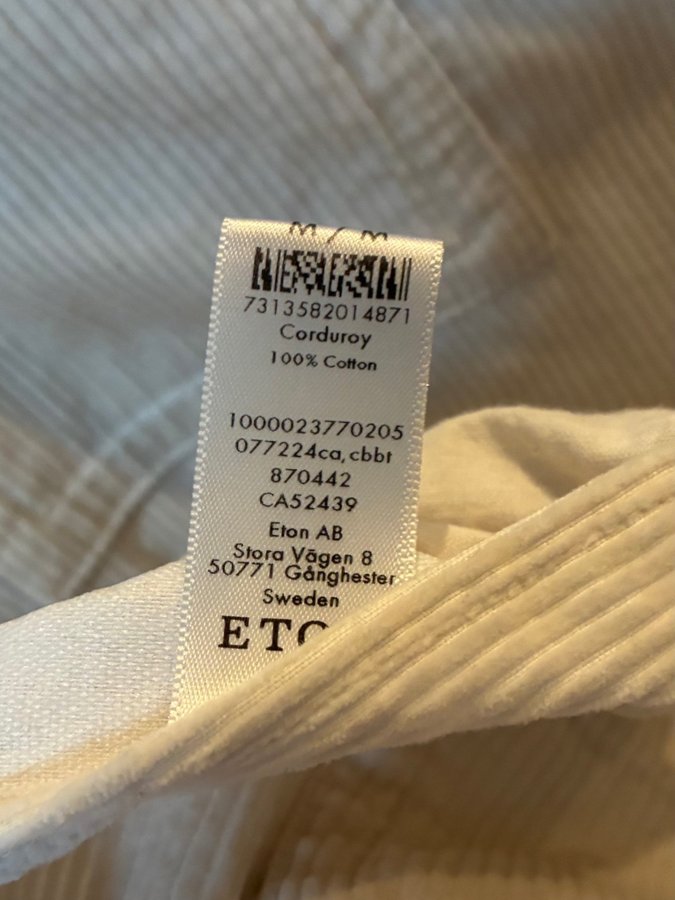 M / M
7313582014871
Corduroy
100% Cotton
1000023770205
077224ca,cbbt
870442
CA52439
Eton AB
Stora Vägen 8
50771 Gånghester
Sweden